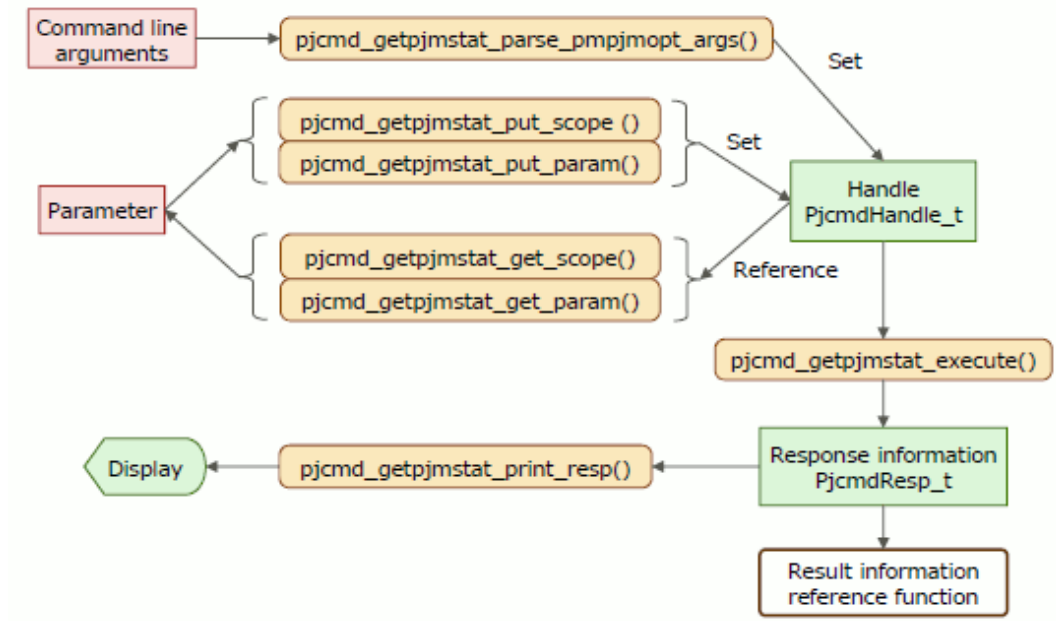 Command line
arguments
pjcmd_getpjmstat_parse_pmpjmopt_args()
Set
pjcmd_getpjmstat_put_scope ()
pjcmd_getpjmstat_put_param()
Set
Parameter
Handle
PjcmdHandle_t
pjcmd_getpjmstat_get_scope()
pjcmd_getpjmstat_get_param()
Reference
pjcmd_getpjmstat_execute()
Display
pjcmd_getpjmstat_print_resp()
Response information
PjcmdResp_t
Result information
reference function